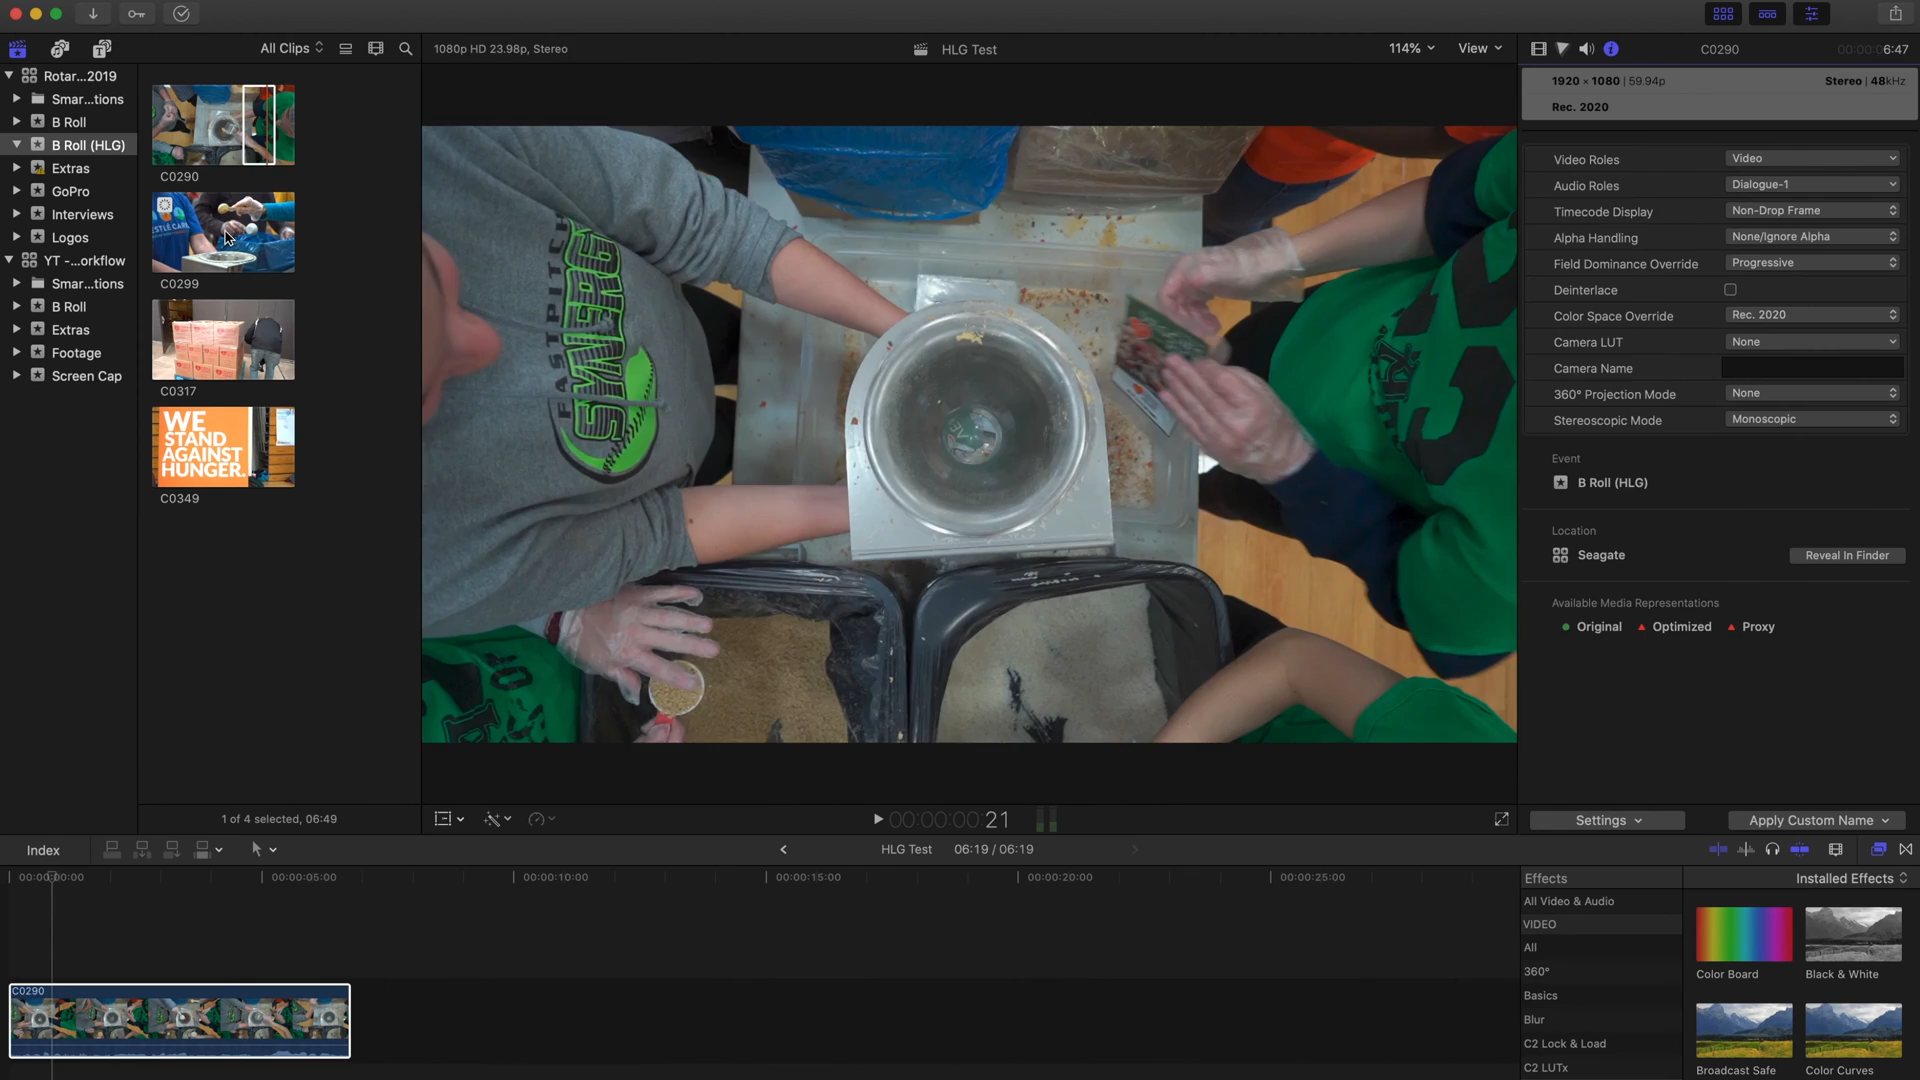 All Clips
1080p HD 23.98p, Stereo
HLG Test
114%
View
C0290
00:00:06:47
Rotar...2019
Smar...tions
B Roll
B Roll (HLG)
Extras
GoPro
Interviews
Logos
YT -...orkflow
Smar...tions
B Roll
Extras
Footage
Screen Cap
C0290
C0299
C0317
WE
STAND
AGAINST
HUNGER.
C0349
1 of 4 selected, 06:49
FASTPITCH
SYNERG
1920 × 1080 | 59.94p
Stereo | 48kHz
Rec. 2020
Video Roles
Video
Audio Roles
Dialogue-1
Timecode Display
Non-Drop Frame
Alpha Handling
None/Ignore Alpha
Field Dominance Override
Progressive
Deinterlace
Color Space Override
Rec. 2020
Camera LUT
None
Camera Name
360° Projection Mode
None
Stereoscopic Mode
Monoscopic
Event
B Roll (HLG)
Location
Seagate
Reveal In Finder
Available Media Representations
Original
Optimized
Proxy
00:00:00:21
Settings
Apply Custom Name
Index
HLG Test
06:19 / 06:19
00:00:00:00
00:00:05:00
00:00:10:00
00:00:15:00
00:00:20:00
00:00:25:00
C0290
Effects
Installed Effects
All Video & Audio
VIDEO
All
360°
Basics
Blur
C2 Lock & Load
C2 LUTx
Color Board
Black & White
Broadcast Safe
Color Curves